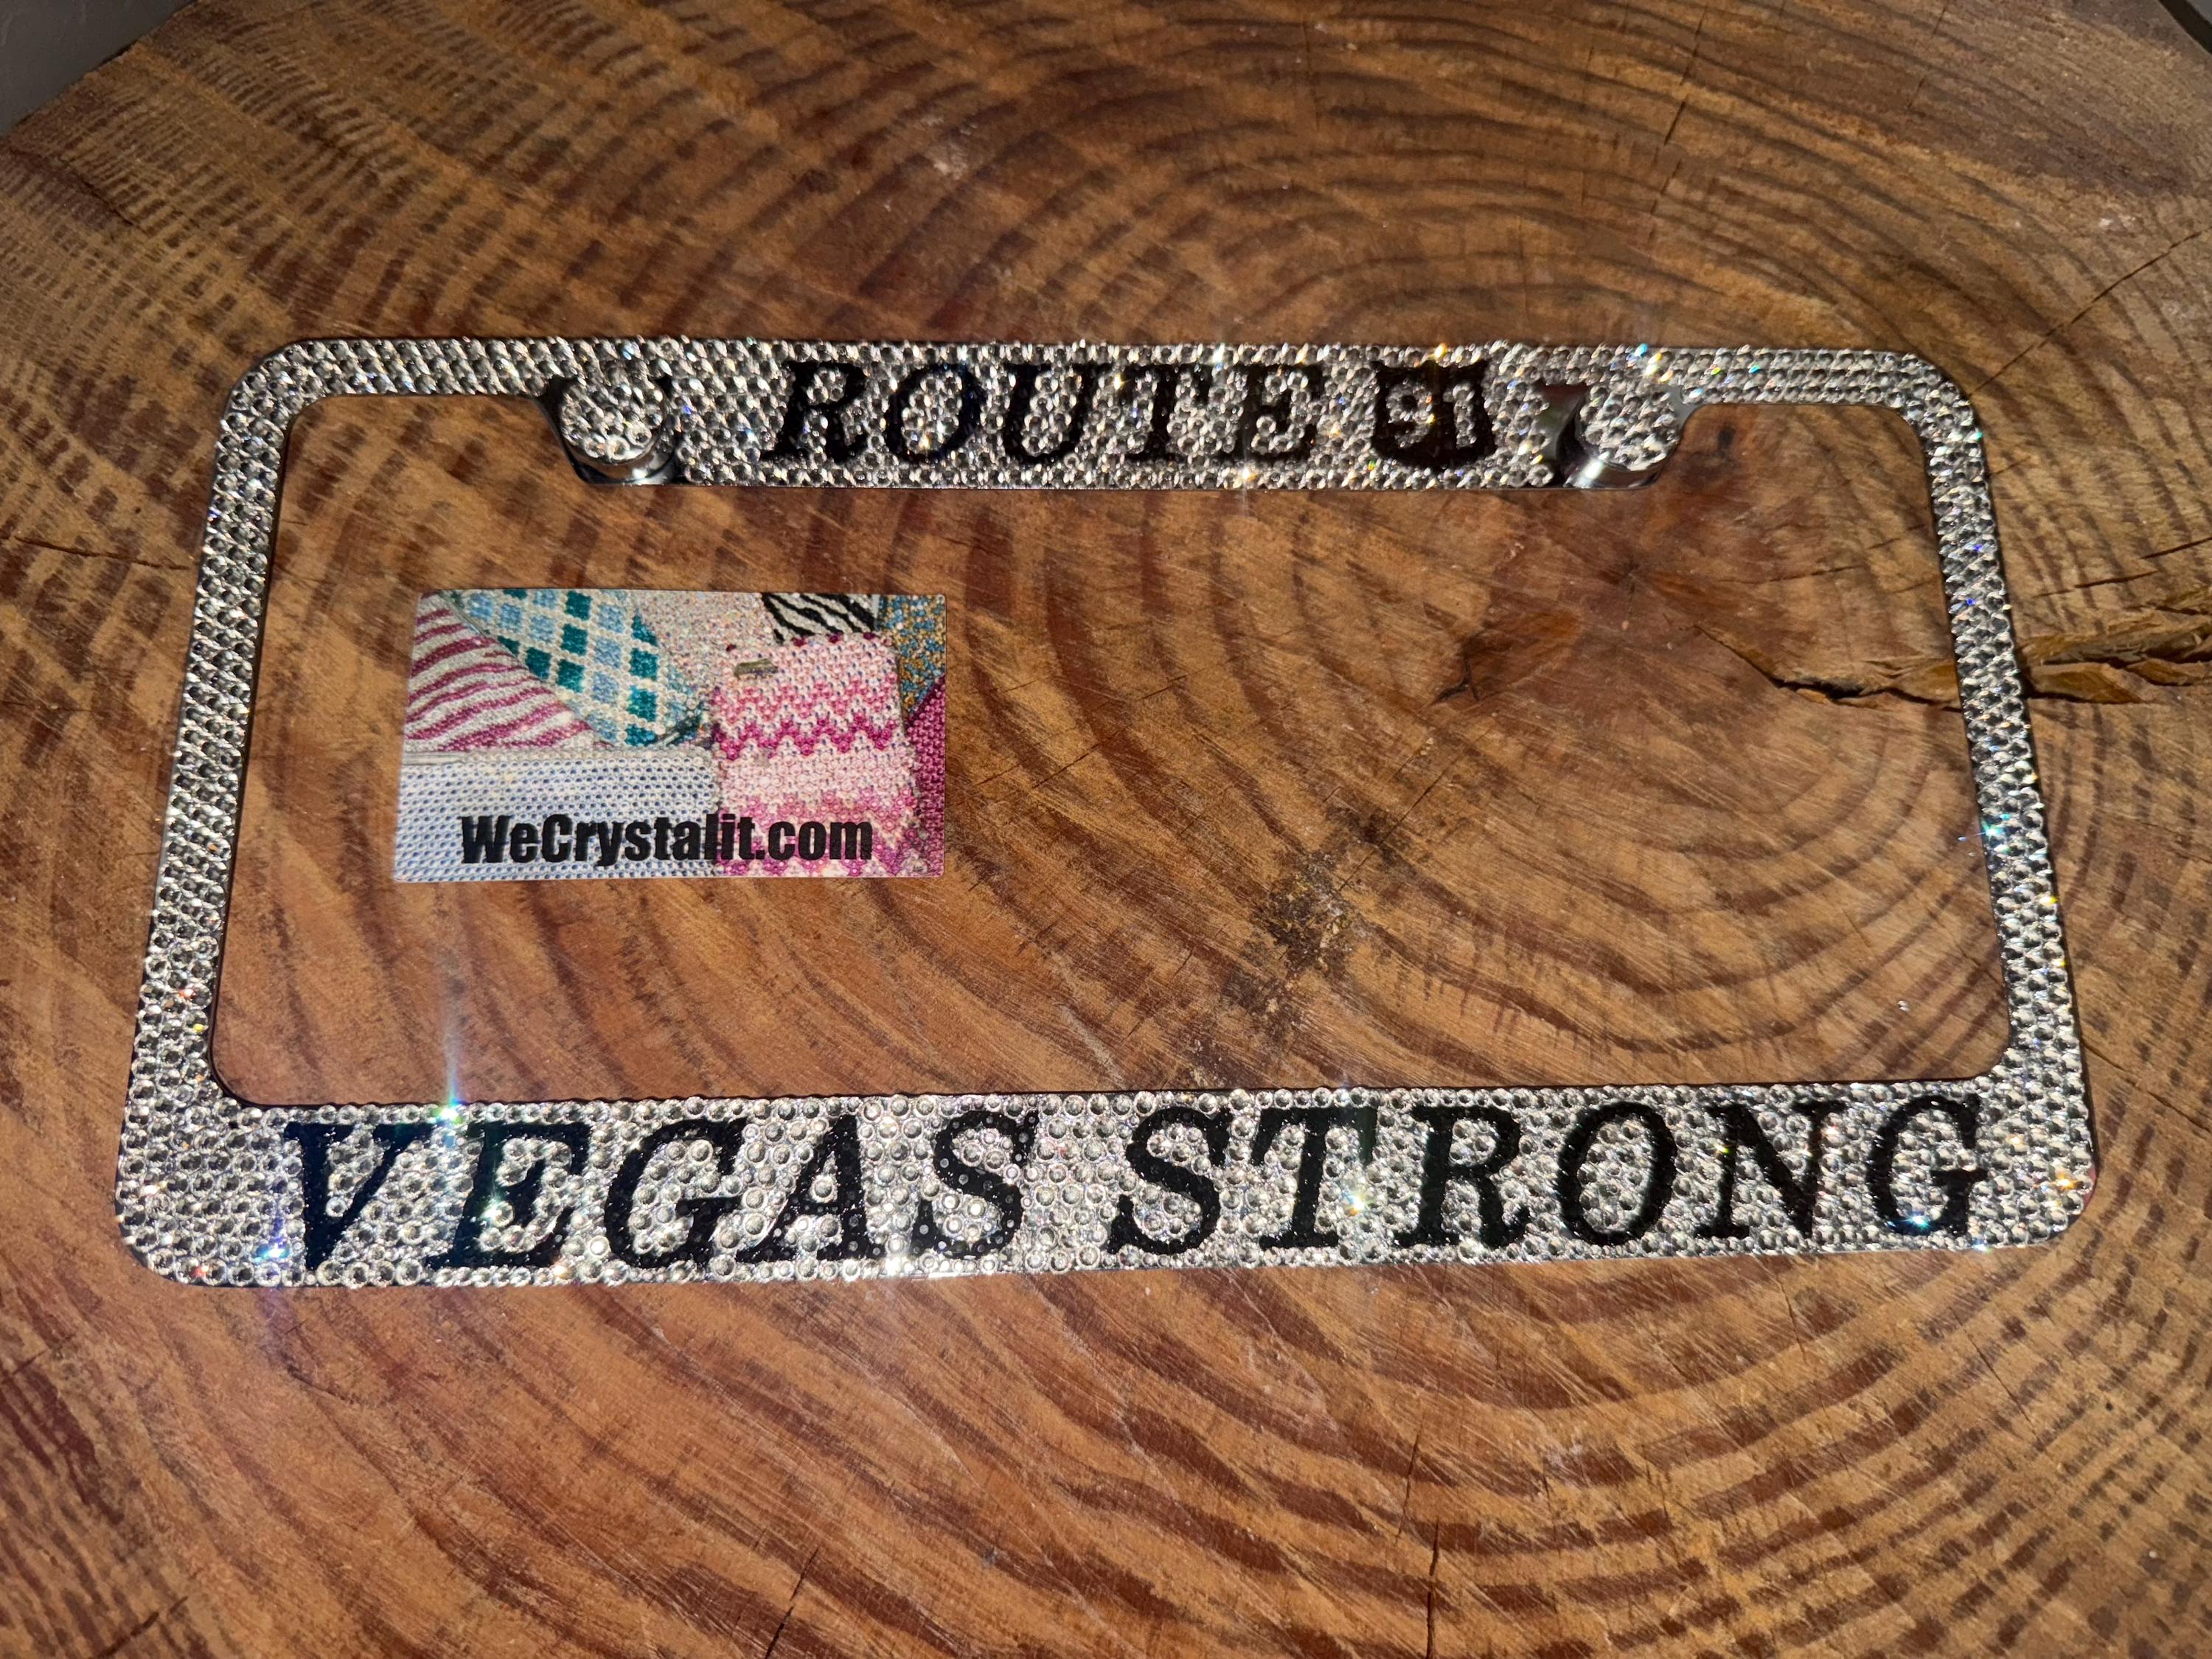 ROUTE 91
WeCrystalit.com
VEGAS STRONG